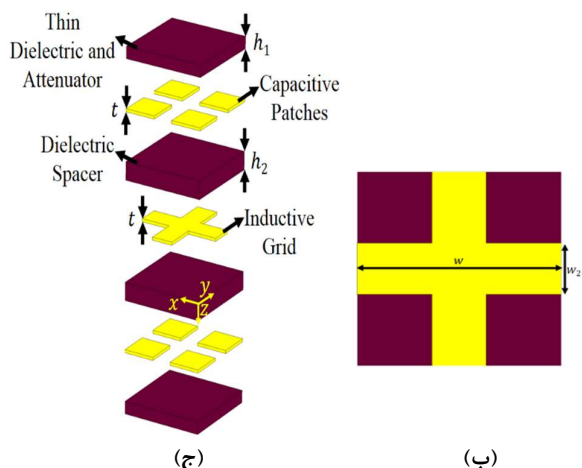 Thin
Dielectric and
Attenuator
h₁
t
Capacitive
Patches
Dielectric
Spacer
h₂
t
Inductive
Grid
x
y
z
w
w₂
(ج)
(ب)